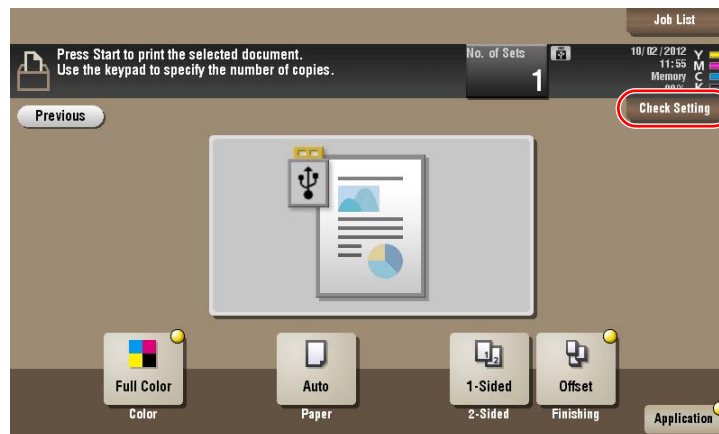 Job List
Press Start to print the selected document.
Use the keypad to specify the number of copies.
No. of Sets
1
10/02/2012
11:55
Memory
Y
M
C
K
Previous
Check Setting
Full Color
Auto
1-Sided
Offset
Color
Paper
2-Sided
Finishing
Application